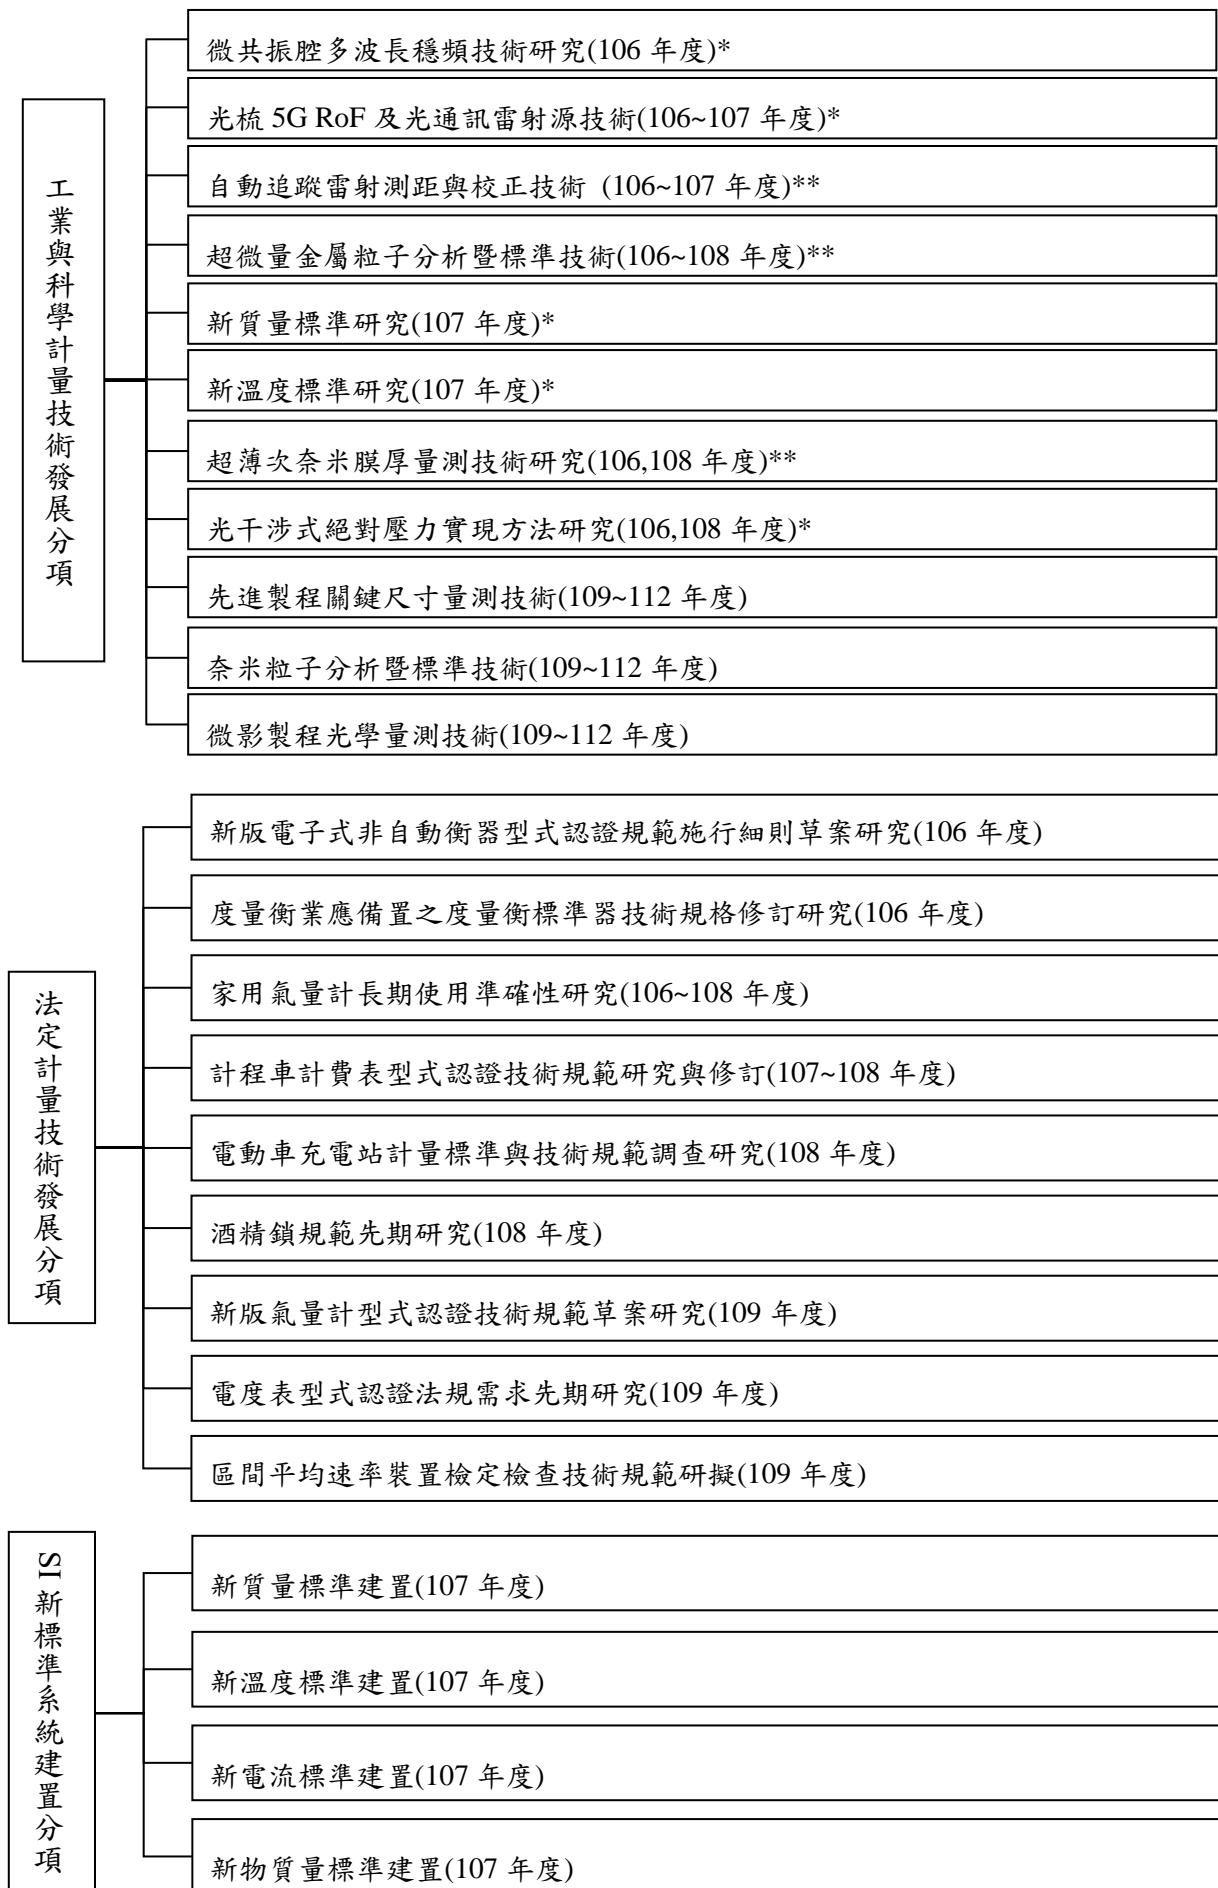 工業與科學計量技術發展分項
微共振腔多波長穩頻技術研究(106 年度)*
光梳 5G RoF 及光通訊雷射源技術(106~107 年度)*
自動追蹤雷射測距與校正技術 (106~107 年度)**
超微量金屬粒子分析暨標準技術(106~108 年度)**
新質量標準研究(107 年度)*
新溫度標準研究(107 年度)*
超薄次奈米膜厚量測技術研究(106,108 年度)**
光干涉式絕對壓力實現方法研究(106,108 年度)*
先進製程關鍵尺寸量測技術(109~112 年度)
奈米粒子分析暨標準技術(109~112 年度)
微影製程光學量測技術(109~112 年度)
法定計量技術發展分項
新版電子式非自動衡器型式認證規範施行細則草案研究(106 年度)
度量衡業應備置之度量衡標準器技術規格修訂研究(106 年度)
家用氣量計長期使用準確性研究(106~108 年度)
計程車計費表型式認證技術規範研究與修訂(107~108 年度)
電動車充電站計量標準與技術規範調查研究(108 年度)
酒精鎖規範先期研究(108 年度)
新版氣量計型式認證技術規範草案研究(109 年度)
電度表型式認證法規需求先期研究(109 年度)
區間平均速率裝置檢定檢查技術規範研擬(109 年度)
SI 新標準系統建置分項
新質量標準建置(107 年度)
新溫度標準建置(107 年度)
新電流標準建置(107 年度)
新物質量標準建置(107 年度)